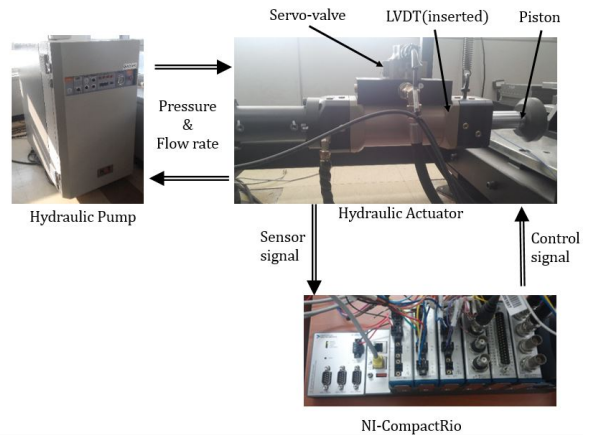 Servo-valve
LVDT(inserted)
Piston
Pressure
&
Flow rate
Hydraulic Pump
Hydraulic Actuator
Sensor
signal
Control
signal
NI-CompactRio